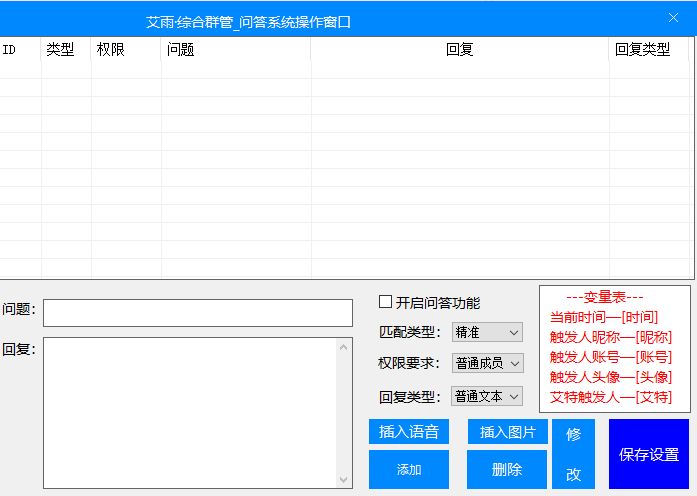 艾雨·综合群管_问答系统操作窗口
ID 类型 权限 问题 回复 回复类型
问题：
回复：
开启问答功能
匹配类型： 精准
权限要求： 普通成员
回复类型： 普通文本
---变量表---
当前时间—[时间]
触发人昵称—[昵称]
触发人账号—[账号]
触发人头像—[头像]
艾特触发人—[艾特]
插入语音
插入图片
添加
删除
修
改
保存设置